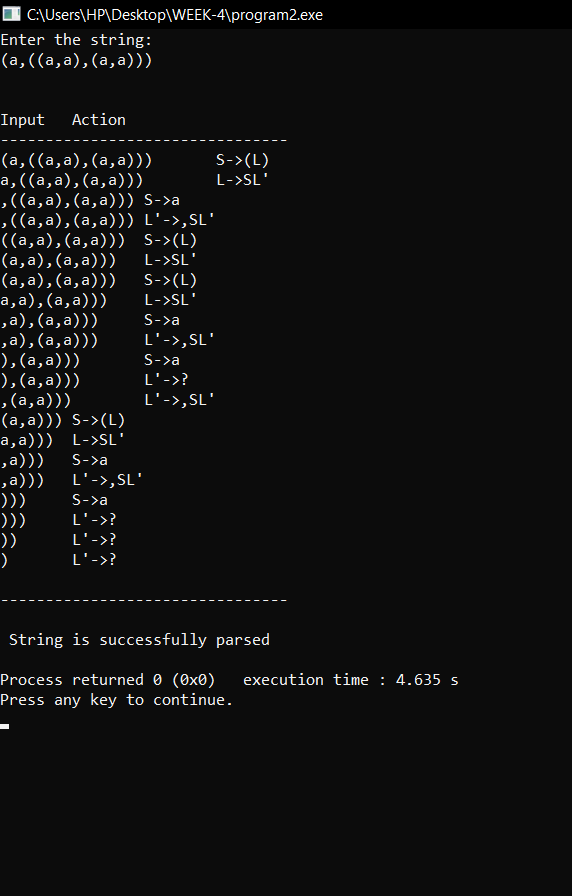 C:\Users\HP\Desktop\WEEK-4\program2.exe
Enter the string:
(a,((a,a),(a,a)))
Input   Action
--------------------------------
(a,((a,a),(a,a)))       S->(L)
a,((a,a),(a,a)))        L->SL'
,((a,a),(a,a))) S->a
,((a,a),(a,a))) L'->,SL'
((a,a),(a,a)))  S->(L)
(a,a),(a,a)))   L->SL'
(a,a),(a,a)))   S->(L)
a,a),(a,a)))    L->SL'
,a),(a,a)))     S->a
,a),(a,a)))     L'->,SL'
),(a,a)))       S->a
),(a,a)))       L'->?
,(a,a)))        L'->,SL'
(a,a))) S->(L)
a,a)))  L->SL'
,a)))   S->a
,a)))   L'->,SL'
)))     S->a
)))     L'->?
))      L'->?
)       L'->?
--------------------------------
String is successfully parsed
Process returned 0 (0x0)   execution time : 4.635 s
Press any key to continue.